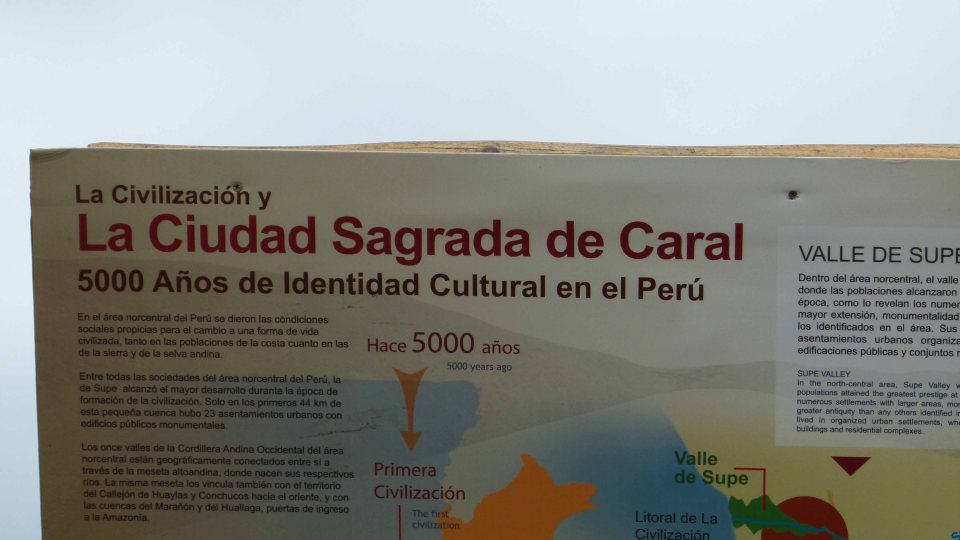 La Civilización y
La Ciudad Sagrada de Caral
5000 Años de Identidad Cultural en el Perú
En el área norcentral del Perú se dieron las condiciones
sociales propicias para el cambio a una forma de vida
civilizada, tanto en las poblaciones de la costa cuanto en las
de la sierra y de la selva andina.
Entre todas las sociedades del área norcentral del Perú, la
de Supe alcanzó el mayor desarrollo durante la época de
formación de la civilización. Solo en los primeros 44 km de
esta pequeña cuenca hubo 23 asentamientos urbanos con
edificios públicos monumentales.
Los once valles de la Cordillera Andina Occidental del área
norcentral están geográficamente conectados entre sí a
través de la meseta altoandina, donde nacen sus respectivos
ríos. La misma meseta los vincula también con el territorio
del Callejón de Huaylas y Conchucos hacia el oriente, y con
las cuencas del Marañón y del Huallaga, puertas de ingreso
a la Amazonía.
Hace 5000 años
5000 years ago
Primera
Civilización
The first
civilization
VALLE DE SUPE
Dentro del área norcentral, el valle
donde las poblaciones alcanzaron
época, como lo revelan los
mayor extensión, monumentalidad
los identificados en el área. Sus
asentamientos urbanos
edificaciones públicas y conjuntos
SUPE VALLEY
In the north-central area, Supe Valley
populations attained the greatest prestige at
numerous settlements with larger areas,
greater antiquity than any others identified
lived in organized urban settlements,
buildings and residential complexes.
Valle
de Supe
Litoral de La
Civilización